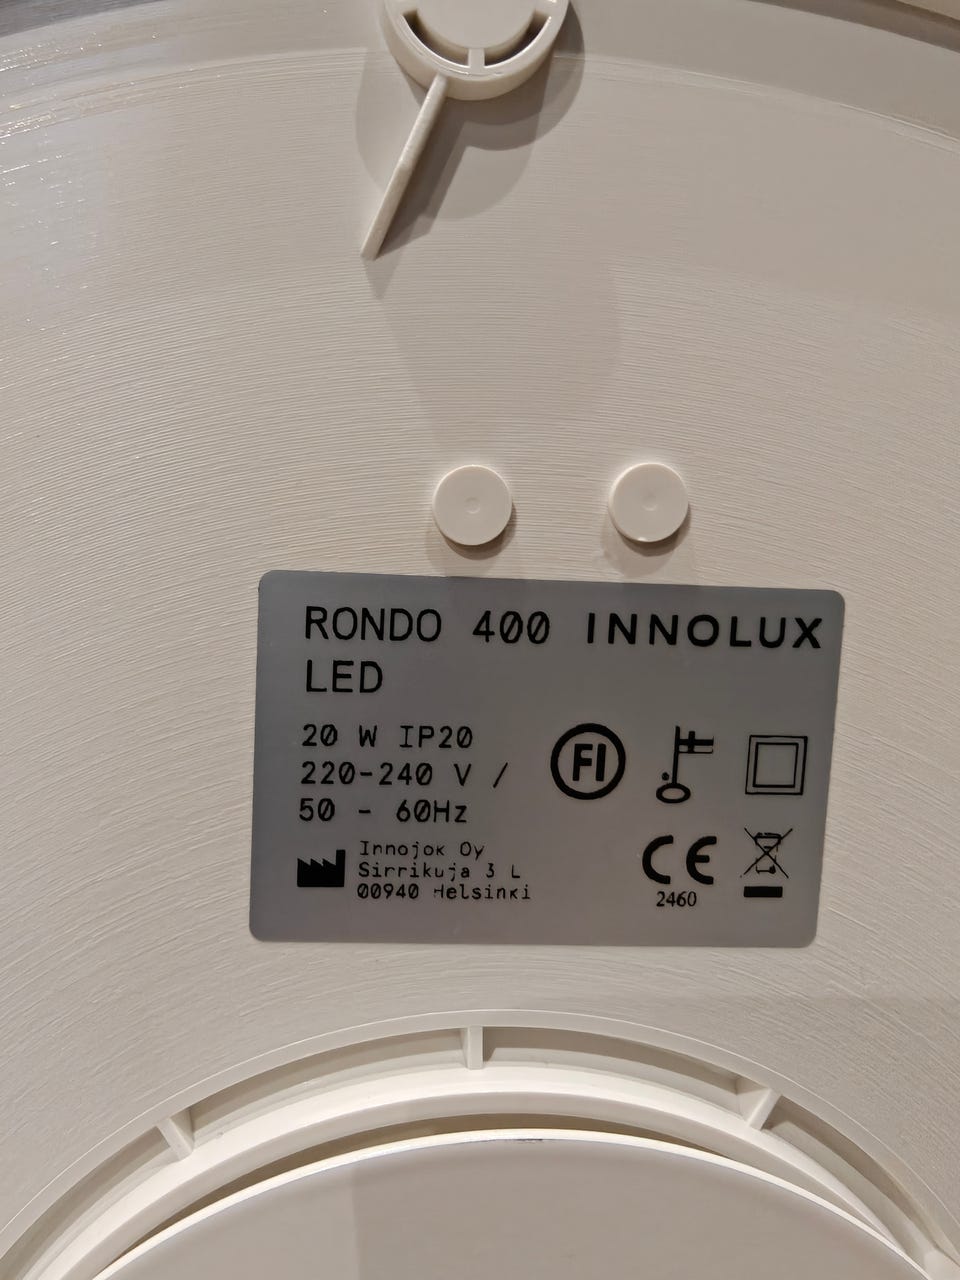 RONDO 400 INNOLUX
LED
20 W IP20
220-240 V /
50 - 60Hz
FI
Innojok Oy
Sirrikuja 3 L
00940 Helsinki
CE
2460